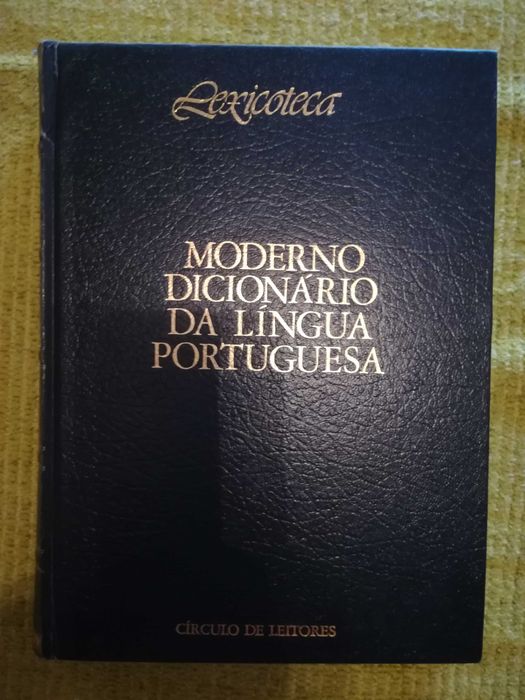 Lexicoteca
MODERNO
DICIONÁRIO
DA LÍNGUA
PORTUGUESA
CÍRCULO DE LEITORES